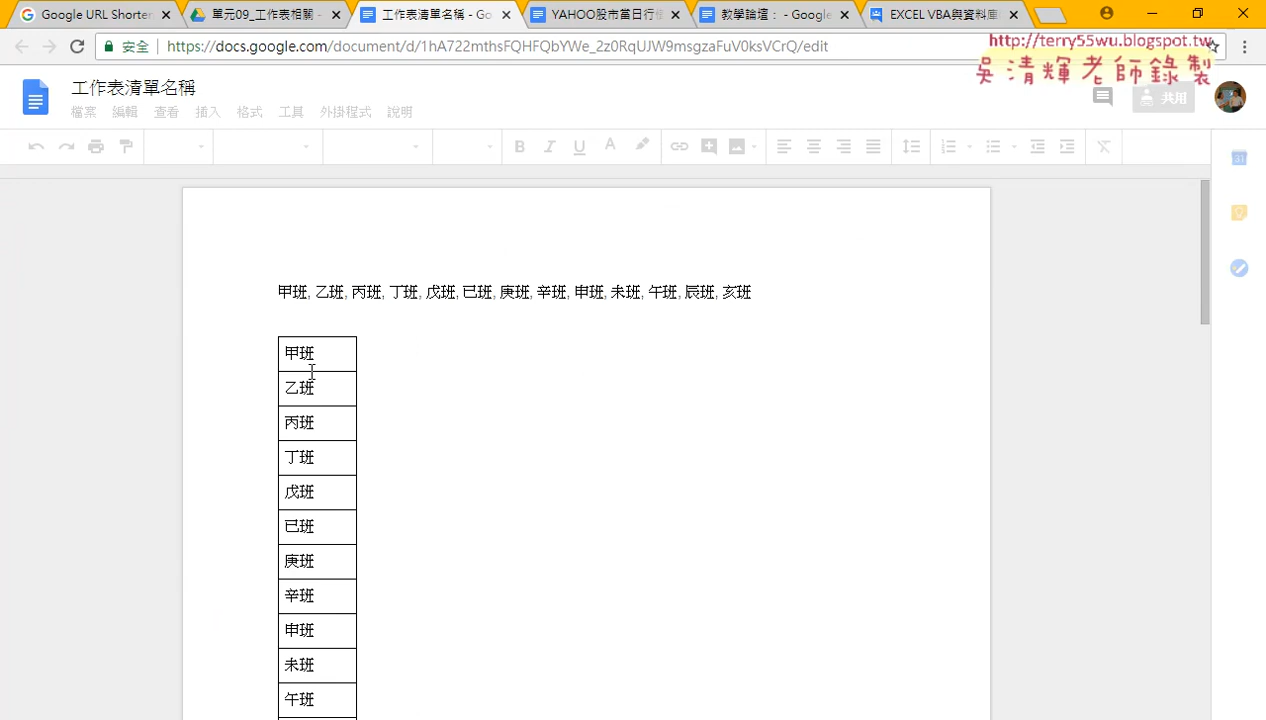 Google URL Shorter
單元09_工作表相關 -
工作表清單名稱 - Go
YAHOO股市當日行
教學論壇： - Google
EXCEL VBA與資料庫
安全
https://docs.google.com/document/d/1hA722mthsFQHFQbYWe_2z0RqUJW9msgzaFuV0ksVCrQ/edit
http://terry55wu.blogspot.tw
吳清輝老師錄製
工作表清單名稱
檔案 編輯 查看 插入 格式 工具 外掛程式 說明
共用
甲班, 乙班, 丙班, 丁班, 戊班, 已班, 庚班, 辛班, 申班, 未班, 午班, 辰班, 亥班
甲班
乙班
丙班
丁班
戊班
已班
庚班
辛班
申班
未班
午班